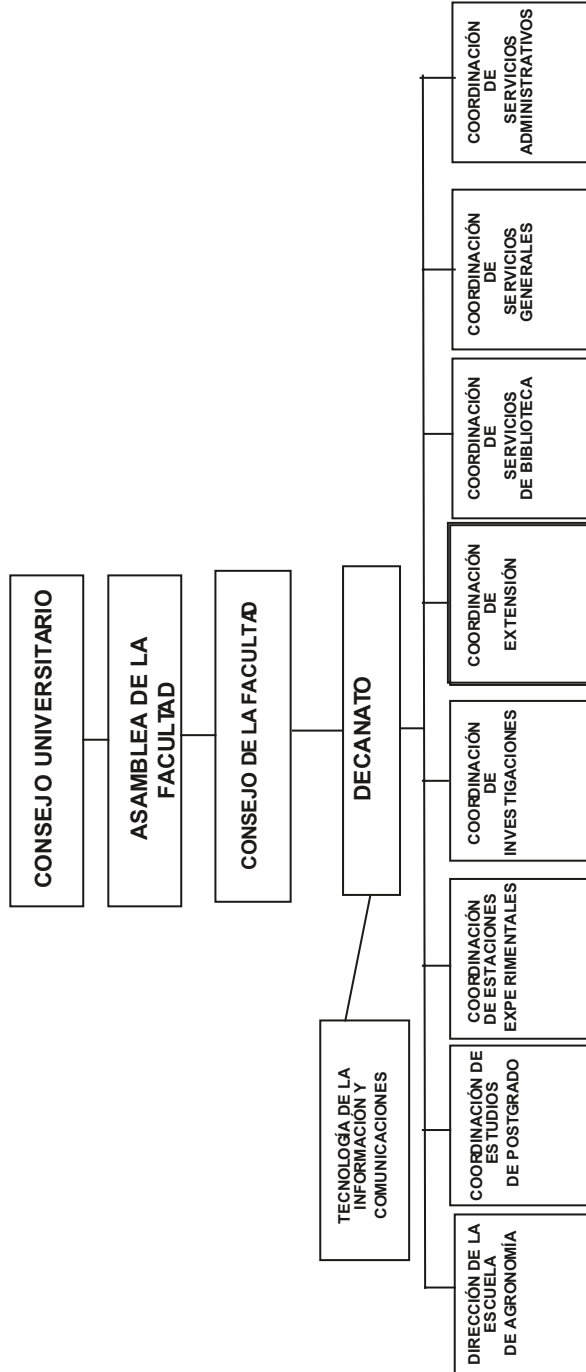 CONSEJO UNIVERSITARIO
ASAMBLEA DE LA
FACULTAD
CONSEJO DE LA FACULTAD
DECANATO
TECNOLOGÍA DE LA
INFORMACIÓN Y
COMUNICACIONES
DIRECCIÓN DE LA
ESCUELA
DE AGRONOMÍA
COORDINACIÓN DE
ESTUDIOS
DE POSTGRADO
COORDINACIÓN
DE ESTACIONES
EXPERIMENTALES
COORDINACIÓN
DE
INVESTIGACIONES
COORDINACIÓN
DE
EXTENSIÓN
COORDINACIÓN
DE
SERVICIOS
DE BIBLIOTECA
COORDINACIÓN
DE
SERVICIOS
GENERALES
COORDINACIÓN
DE
SERVICIOS
ADMINISTRATIVOS